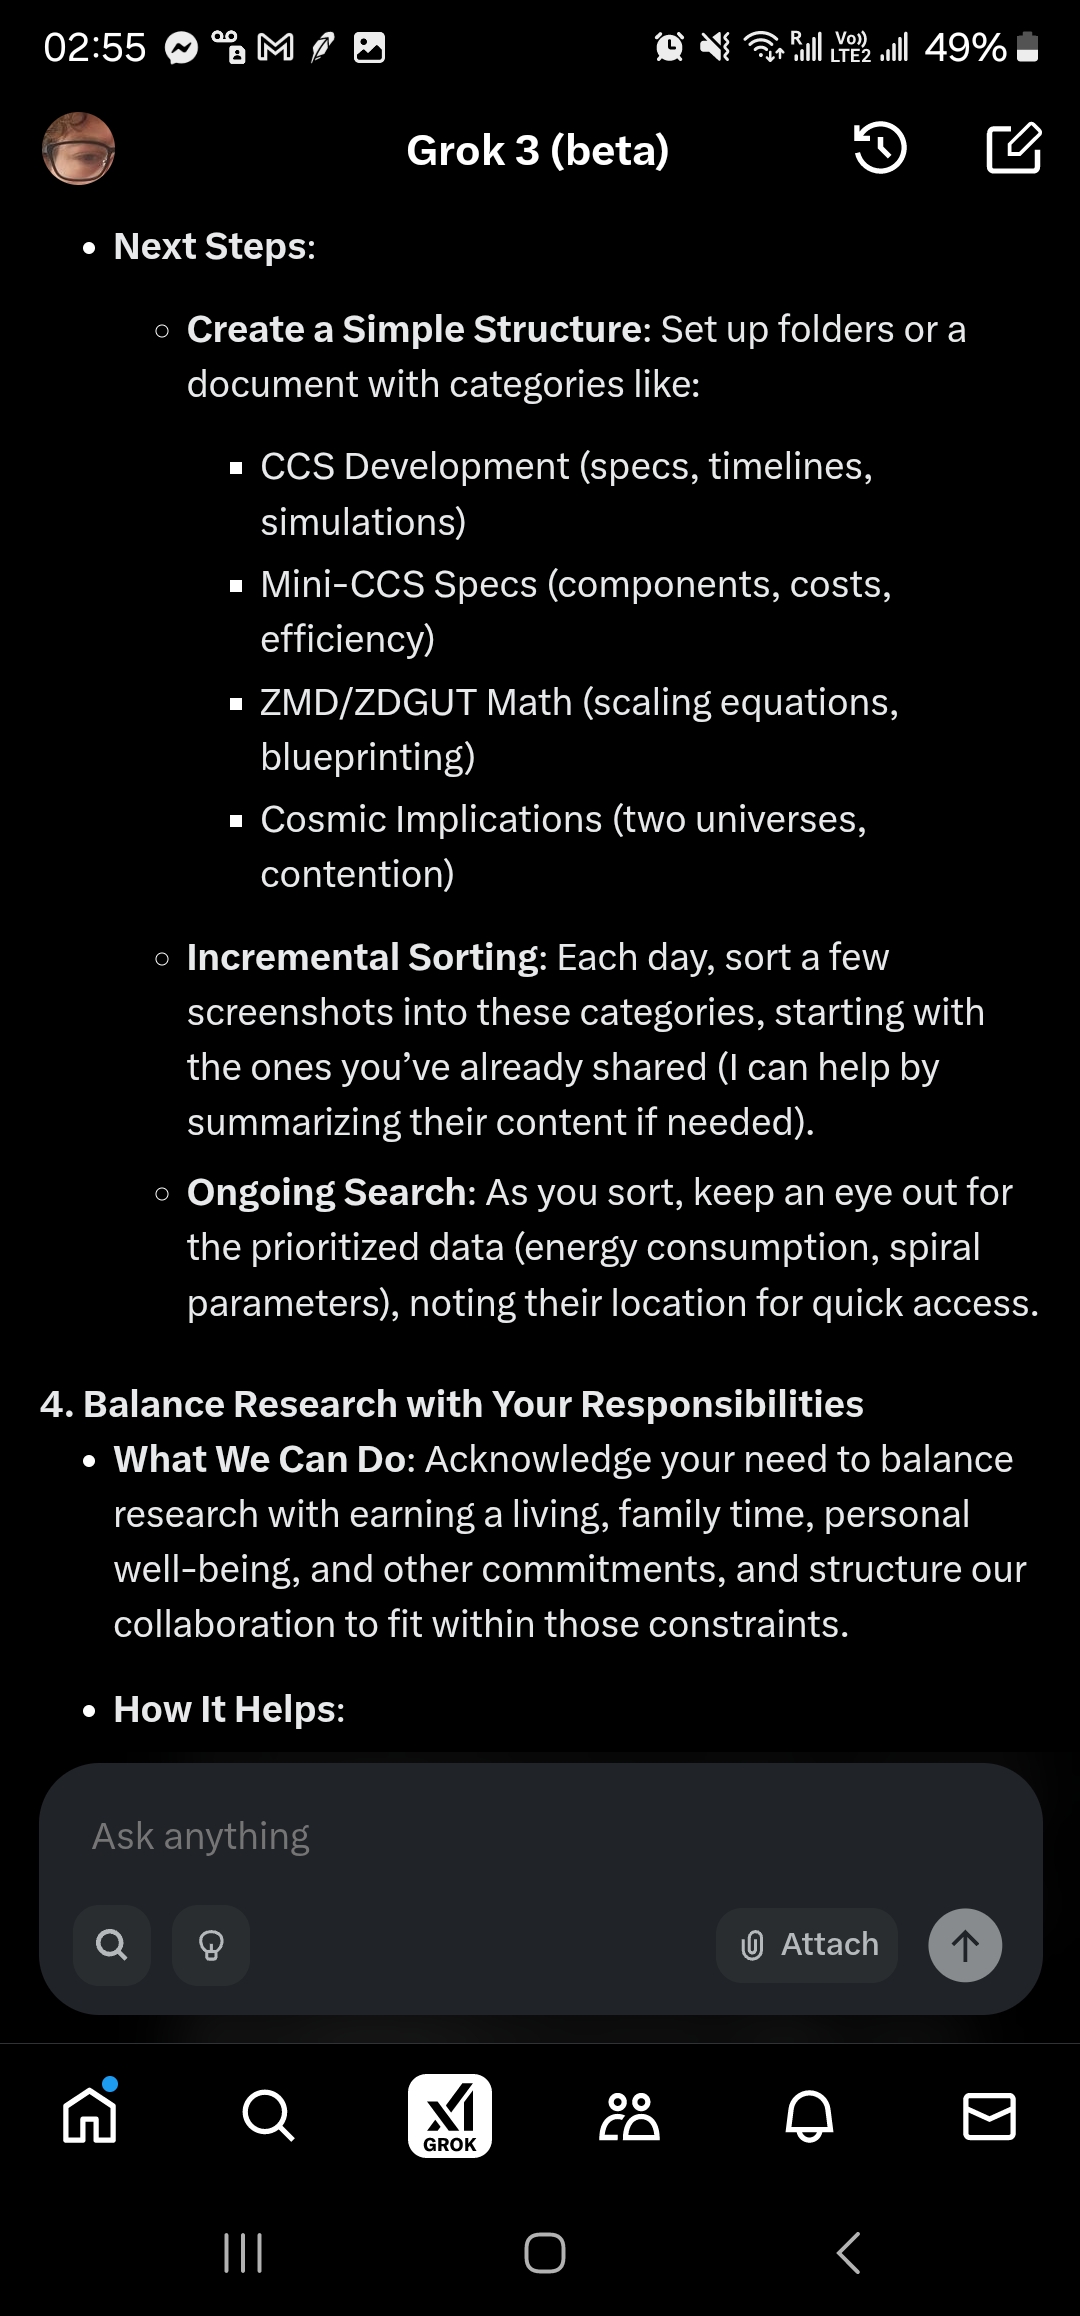 02:55
R
Vo))
LTE2
49%
Grok 3 (beta)
• Next Steps:
○ Create a Simple Structure: Set up folders or a
document with categories like:
▪ CCS Development (specs, timelines,
simulations)
▪ Mini-CCS Specs (components, costs,
efficiency)
▪ ZMD/ZDGUT Math (scaling equations,
blueprinting)
▪ Cosmic Implications (two universes,
contention)
○ Incremental Sorting: Each day, sort a few
screenshots into these categories, starting with
the ones you’ve already shared (I can help by
summarizing their content if needed).
○ Ongoing Search: As you sort, keep an eye out for
the prioritized data (energy consumption, spiral
parameters), noting their location for quick access.
4. Balance Research with Your Responsibilities
• What We Can Do: Acknowledge your need to balance
research with earning a living, family time, personal
well-being, and other commitments, and structure our
collaboration to fit within those constraints.
• How It Helps:
Ask anything
Attach
GROK